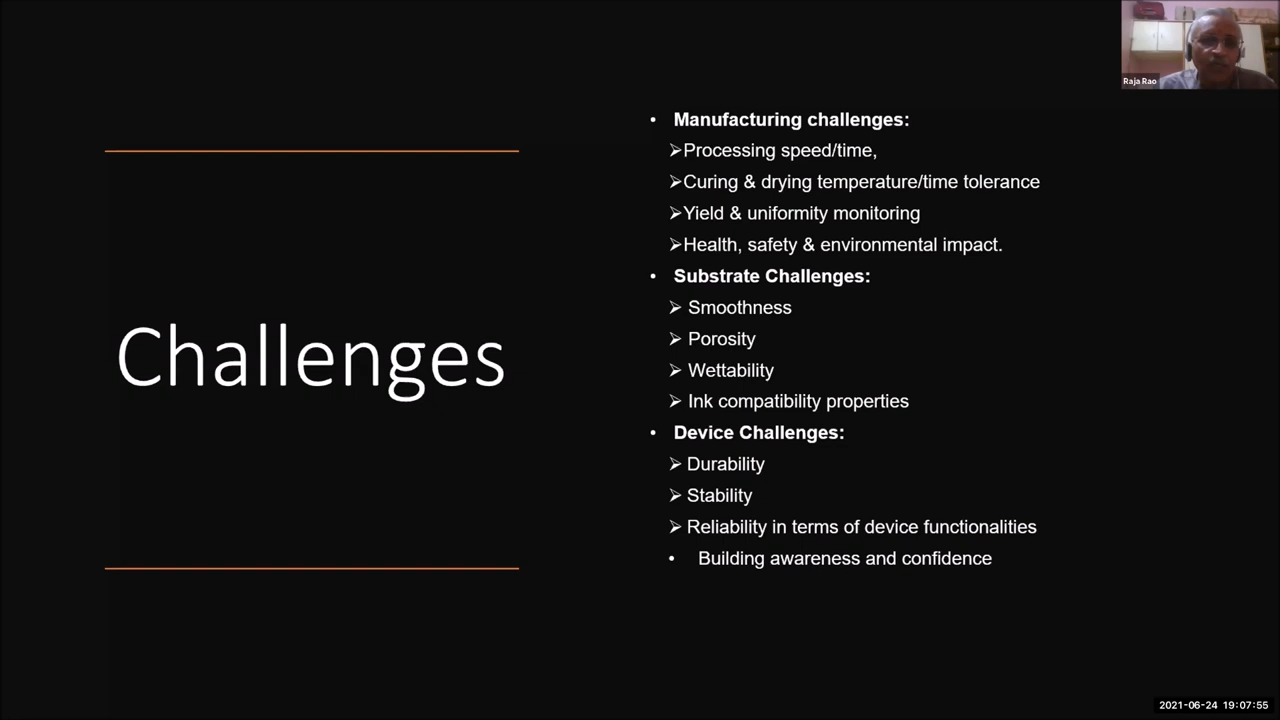 Raja Rao
Challenges
• Manufacturing challenges:
➢Processing speed/time,
➢Curing & drying temperature/time tolerance
➢Yield & uniformity monitoring
➢Health, safety & environmental impact.
• Substrate Challenges:
➢ Smoothness
➢ Porosity
➢ Wettability
➢ Ink compatibility properties
• Device Challenges:
➢ Durability
➢ Stability
➢ Reliability in terms of device functionalities
• Building awareness and confidence
2021-06-24 19:07:55